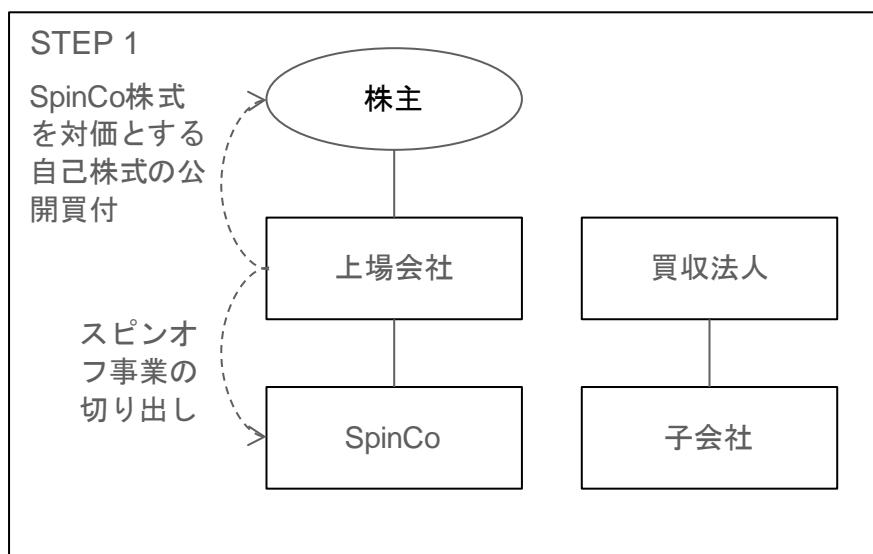 STEP 1
SpinCo株式
を対価とする
自己株式の公
開買付
株主
上場会社
買収法人
スピンオ
フ事業の
切り出し
SpinCo
子会社